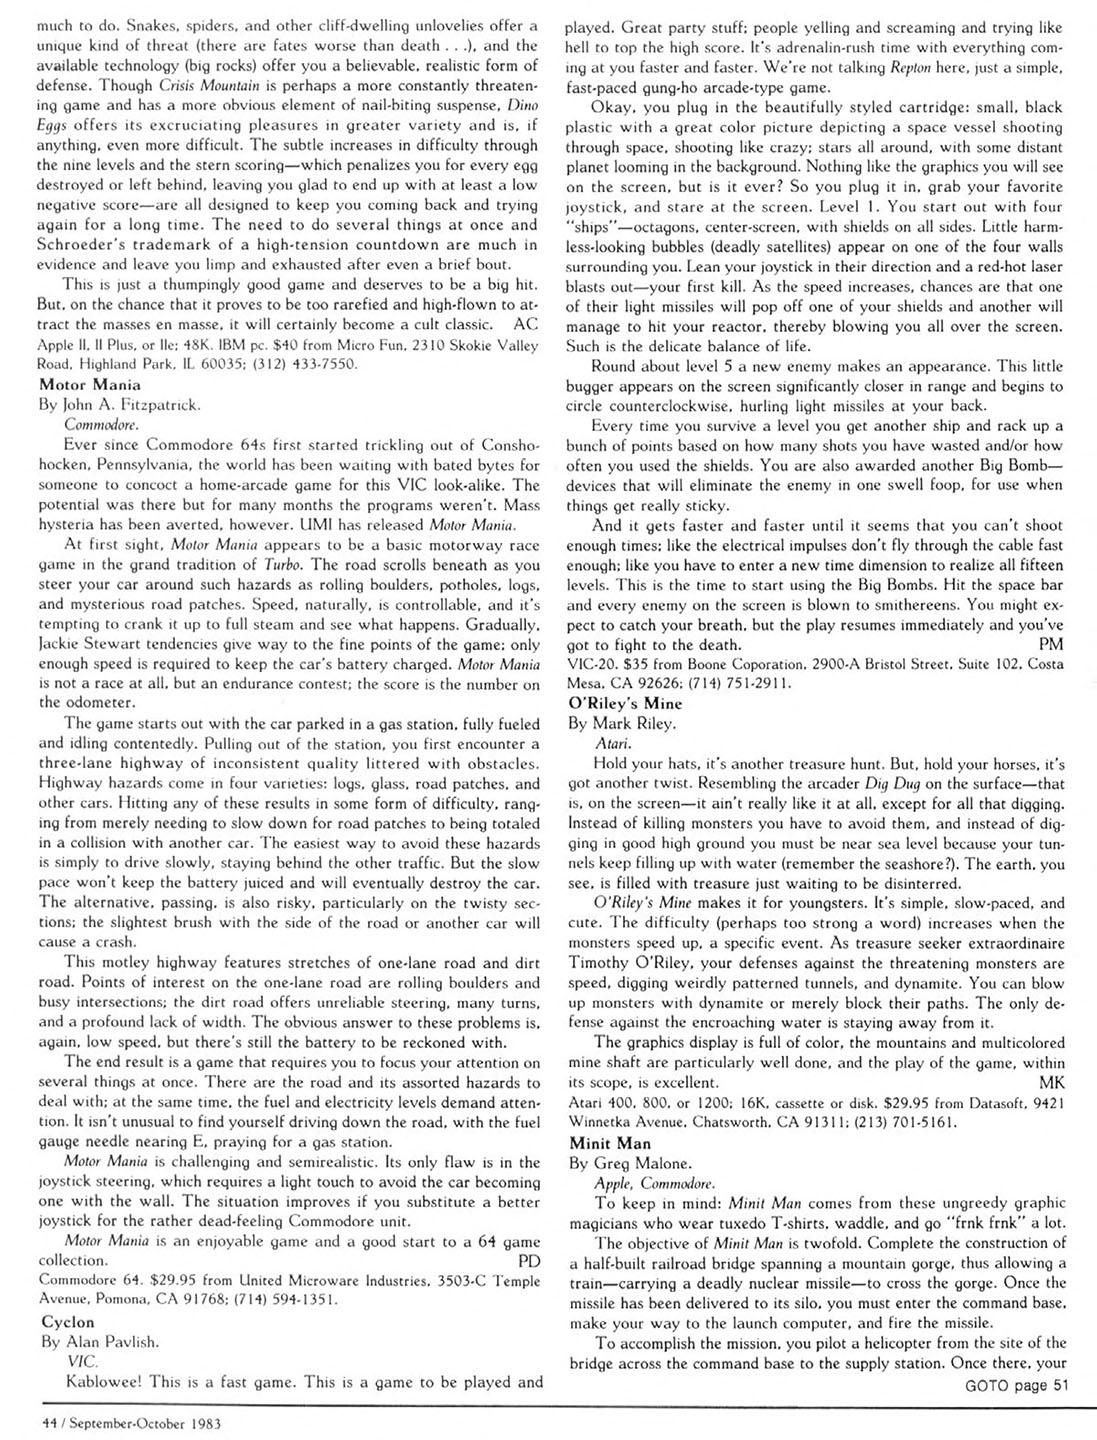 much to do. Snakes, spiders, and other cliff-dwelling unlovelies offer a
unique kind of threat (there are fates worse than death . . .), and the
available technology (big rocks) offer you a believable, realistic form of
defense. Though Crisis Mountain is perhaps a more constantly threaten-
ing game and has a more obvious element of nail-biting suspense, Dino
Eggs offers its excruciating pleasures in greater variety and is, if
anything, even more difficult. The subtle increases in difficulty through
the nine levels and the stern scoring—which penalizes you for every egg
destroyed or left behind, leaving you glad to end up with at least a low
negative score—are all designed to keep you coming back and trying
again for a long time. The need to do several things at once and
Schroeder's trademark of a high-tension countdown are much in
evidence and leave you limp and exhausted after even a brief bout.
This is just a thumpingly good game and deserves to be a big hit.
But, on the chance that it proves to be too rarefied and high-flown to at-
tract the masses en masse, it will certainly become a cult classic. AC
Apple II, II Plus, or IIe; 48K. IBM pc. $40 from Micro Fun, 2310 Skokie Valley
Road, Highland Park, IL 60035; (312) 433-7550.
Motor Mania
By John A. Fitzpatrick.
Commodore.
Ever since Commodore 64s first started trickling out of Consho-
hocken, Pennsylvania, the world has been waiting with bated bytes for
someone to concoct a home-arcade game for this VIC look-alike. The
potential was there but for many months the programs weren't. Mass
hysteria has been averted, however. UMI has released Motor Mania.
At first sight, Motor Mania appears to be a basic motorway race
game in the grand tradition of Turbo. The road scrolls beneath as you
steer your car around such hazards as rolling boulders, potholes, logs,
and mysterious road patches. Speed, naturally, is controllable, and it's
tempting to crank it up to full steam and see what happens. Gradually,
Jackie Stewart tendencies give way to the fine points of the game; only
enough speed is required to keep the car's battery charged. Motor Mania
is not a race at all, but an endurance contest; the score is the number on
the odometer.
The game starts out with the car parked in a gas station, fully fueled
and idling contentedly. Pulling out of the station, you first encounter a
three-lane highway of inconsistent quality littered with obstacles.
Highway hazards come in four varieties: logs, glass, road patches, and
other cars. Hitting any of these results in some form of difficulty, rang-
ing from merely needing to slow down for road patches to being totaled
in a collision with another car. The easiest way to avoid these hazards
is simply to drive slowly, staying behind the other traffic. But the slow
pace won't keep the battery juiced and will eventually destroy the car.
The alternative, passing, is also risky, particularly on the twisty sec-
tions; the slightest brush with the side of the road or another car will
cause a crash.
This motley highway features stretches of one-lane road and dirt
road. Points of interest on the one-lane road are rolling boulders and
busy intersections; the dirt road offers unreliable steering, many turns,
and a profound lack of width. The obvious answer to these problems is,
again, low speed, but there's still the battery to be reckoned with.
The end result is a game that requires you to focus your attention on
several things at once. There are the road and its assorted hazards to
deal with; at the same time, the fuel and electricity levels demand atten-
tion. It isn't unusual to find yourself driving down the road, with the fuel
gauge needle nearing E, praying for a gas station.
Motor Mania is challenging and semirealistic. Its only flaw is in the
joystick steering, which requires a light touch to avoid the car becoming
one with the wall. The situation improves if you substitute a better
joystick for the rather dead-feeling Commodore unit.
Motor Mania is an enjoyable game and a good start to a 64 game
collection. PD
Commodore 64. $29.95 from United Microware Industries, 3503-C Temple
Avenue, Pomona, CA 91768; (714) 594-1351.
Cyclon
By Alan Pavlish.
VIC.
Kablowee! This is a fast game. This is a game to be played and
played. Great party stuff; people yelling and screaming and trying like
hell to top the high score. It's adrenalin-rush time with everything com-
ing at you faster and faster. We're not talking Repton here, just a simple,
fast-paced gung-ho arcade-type game.
Okay, you plug in the beautifully styled cartridge: small, black
plastic with a great color picture depicting a space vessel shooting
through space, shooting like crazy; stars all around, with some distant
planet looming in the background. Nothing like the graphics you will see
on the screen, but is it ever? So you plug it in, grab your favorite
joystick, and stare at the screen. Level 1. You start out with four
"ships"—octagons, center-screen, with shields on all sides. Little harm-
less-looking bubbles (deadly satellites) appear on one of the four walls
surrounding you. Lean your joystick in their direction and a red-hot laser
blasts out—your first kill. As the speed increases, chances are that one
of their light missiles will pop off one of your shields and another will
manage to hit your reactor, thereby blowing you all over the screen.
Such is the delicate balance of life.
Round about level 5 a new enemy makes an appearance. This little
bugger appears on the screen significantly closer in range and begins to
circle counterclockwise, hurling light missiles at your back.
Every time you survive a level you get another ship and rack up a
bunch of points based on how many shots you have wasted and/or how
often you used the shields. You are also awarded another Big Bomb—
devices that will eliminate the enemy in one swell foop, for use when
things get really sticky.
And it gets faster and faster until it seems that you can't shoot
enough times; like the electrical impulses don't fly through the cable fast
enough; like you have to enter a new time dimension to realize all fifteen
levels. This is the time to start using the Big Bombs. Hit the space bar
and every enemy on the screen is blown to smithereens. You might ex-
pect to catch your breath, but the play resumes immediately and you've
got to fight to the death. PM
VIC-20. $35 from Boone Coporation, 2900-A Bristol Street, Suite 102, Costa
Mesa, CA 92626; (714) 751-2911.
O'Riley's Mine
By Mark Riley.
Atari.
Hold your hats, it's another treasure hunt. But, hold your horses, it's
got another twist. Resembling the arcader Dig Dug on the surface—that
is, on the screen—it ain't really like it at all, except for all that digging.
Instead of killing monsters you have to avoid them, and instead of dig-
ging in good high ground you must be near sea level because your tun-
nels keep filling up with water (remember the seashore?). The earth, you
see, is filled with treasure just waiting to be disinterred.
O'Riley's Mine makes it for youngsters. It's simple, slow-paced, and
cute. The difficulty (perhaps too strong a word) increases when the
monsters speed up, a specific event. As treasure seeker extraordinaire
Timothy O'Riley, your defenses against the threatening monsters are
speed, digging weirdly patterned tunnels, and dynamite. You can blow
up monsters with dynamite or merely block their paths. The only de-
fense against the encroaching water is staying away from it.
The graphics display is full of color, the mountains and multicolored
mine shaft are particularly well done, and the play of the game, within
its scope, is excellent. MK
Atari 400, 800, or 1200; 16K, cassette or disk. $29.95 from Datasoft, 9421
Winnetka Avenue, Chatsworth, CA 91311; (213) 701-5161.
Minit Man
By Greg Malone.
Apple, Commodore.
To keep in mind: Minit Man comes from these ungreedy graphic
magicians who wear tuxedo T-shirts, waddle, and go "frnk frnk" a lot.
The objective of Minit Man is twofold. Complete the construction of
a half-built railroad bridge spanning a mountain gorge, thus allowing a
train—carrying a deadly nuclear missile—to cross the gorge. Once the
missile has been delivered to its silo, you must enter the command base,
make your way to the launch computer, and fire the missile.
To accomplish the mission, you pilot a helicopter from the site of the
bridge across the command base to the supply station. Once there, your
GOTO page 51
44 / September-October 1983